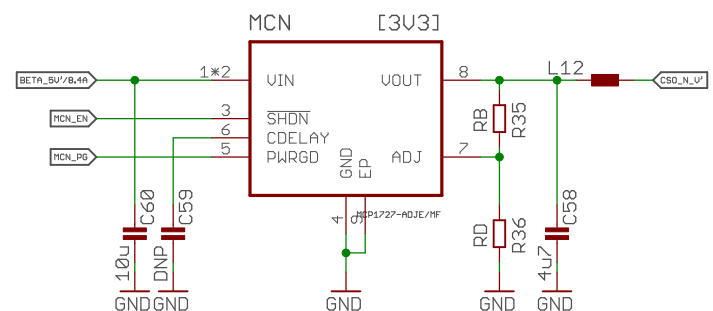 MCN [3V3]
BETA_5V'/8.4A
1*2 VIN VOUT 8
L12
CSO_N_V'
MCN_EN
3 SHDN
6 CDELAY
MCN_PG
5 PWRGD ADJ 7
GND
EP
RB
R35
4
9
MCP1727-ADJE/MF
C60
10u
C59
DNP
RD
R36
C58
4u7
GND
GND
GND
GND
GND